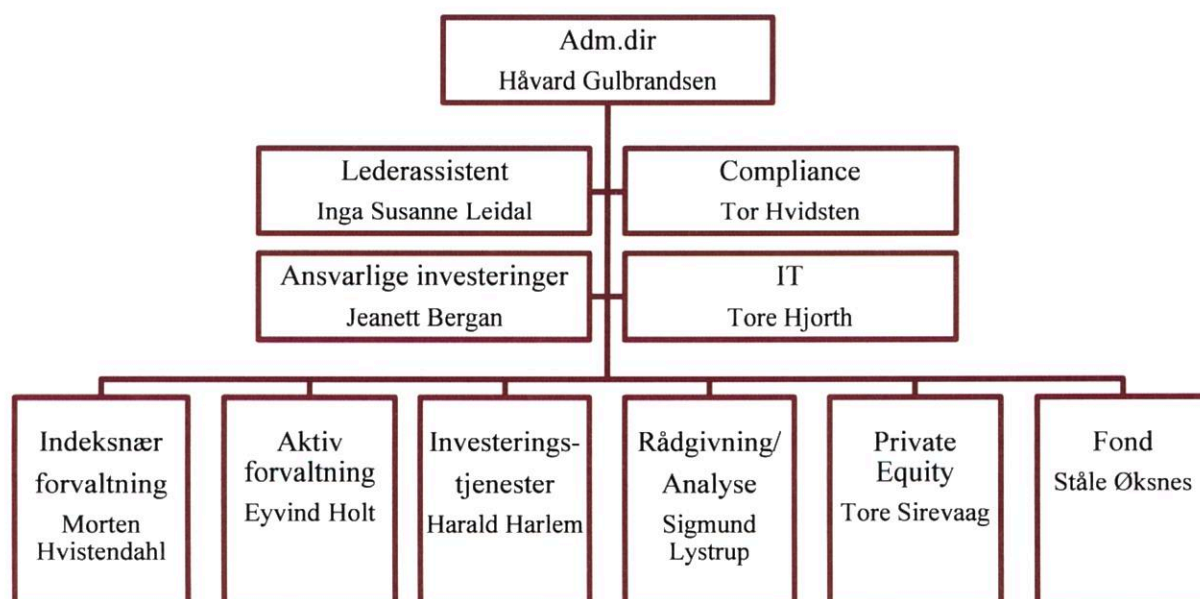 Adm.dir
Håvard Gulbrandsen
Lederassistent
Inga Susanne Leidal
Compliance
Tor Hvidsten
Ansvarlige investeringer
Jeanett Bergan
IT
Tore Hjorth
Indeksnær
forvaltning
Morten
Hvistendahl
Aktiv
forvaltning
Eyvind Holt
Investerings-
tjenester
Harald Harlem
Rådgivning/
Analyse
Sigmund
Lystrup
Private
Equity
Tore Sirevaag
Fond
Ståle Øksnes